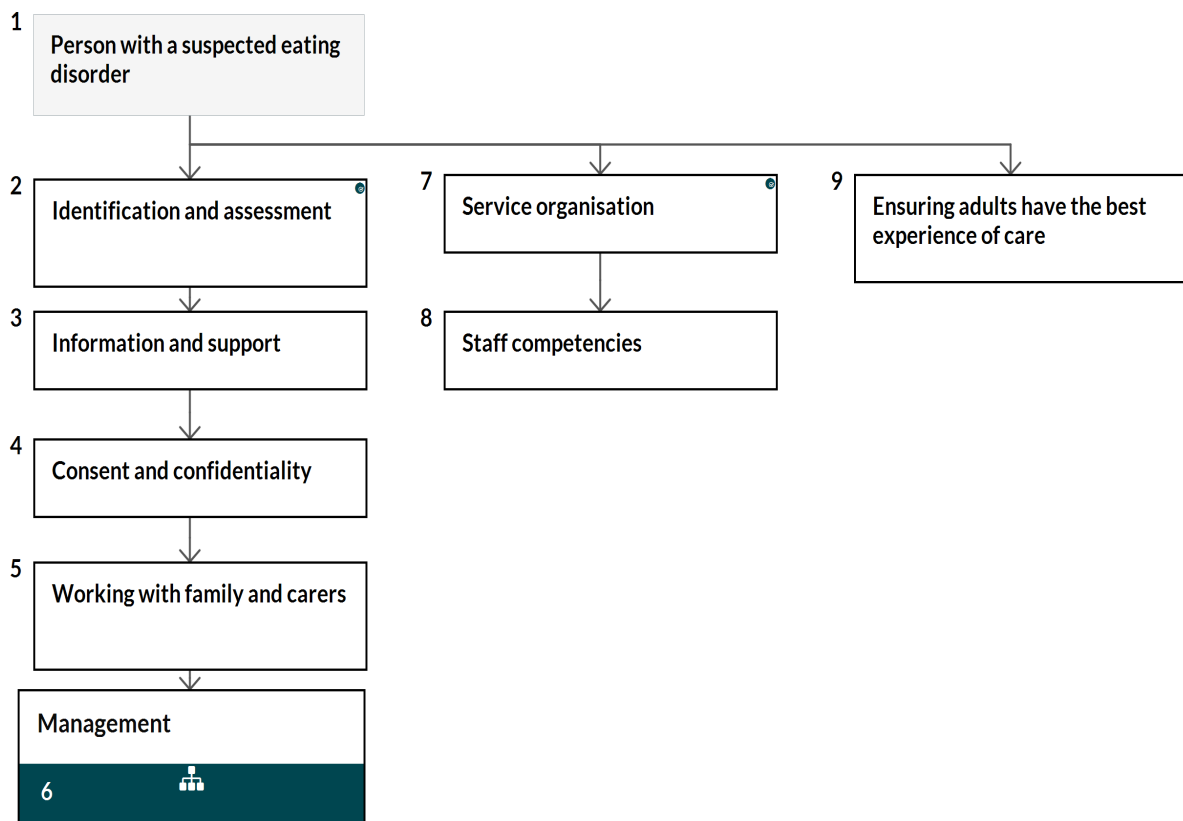 1
Person with a suspected eating
disorder
2
Identification and assessment
3
Information and support
4
Consent and confidentiality
5
Working with family and carers
Management
6
7
Service organisation
8
Staff competencies
9
Ensuring adults have the best
experience of care